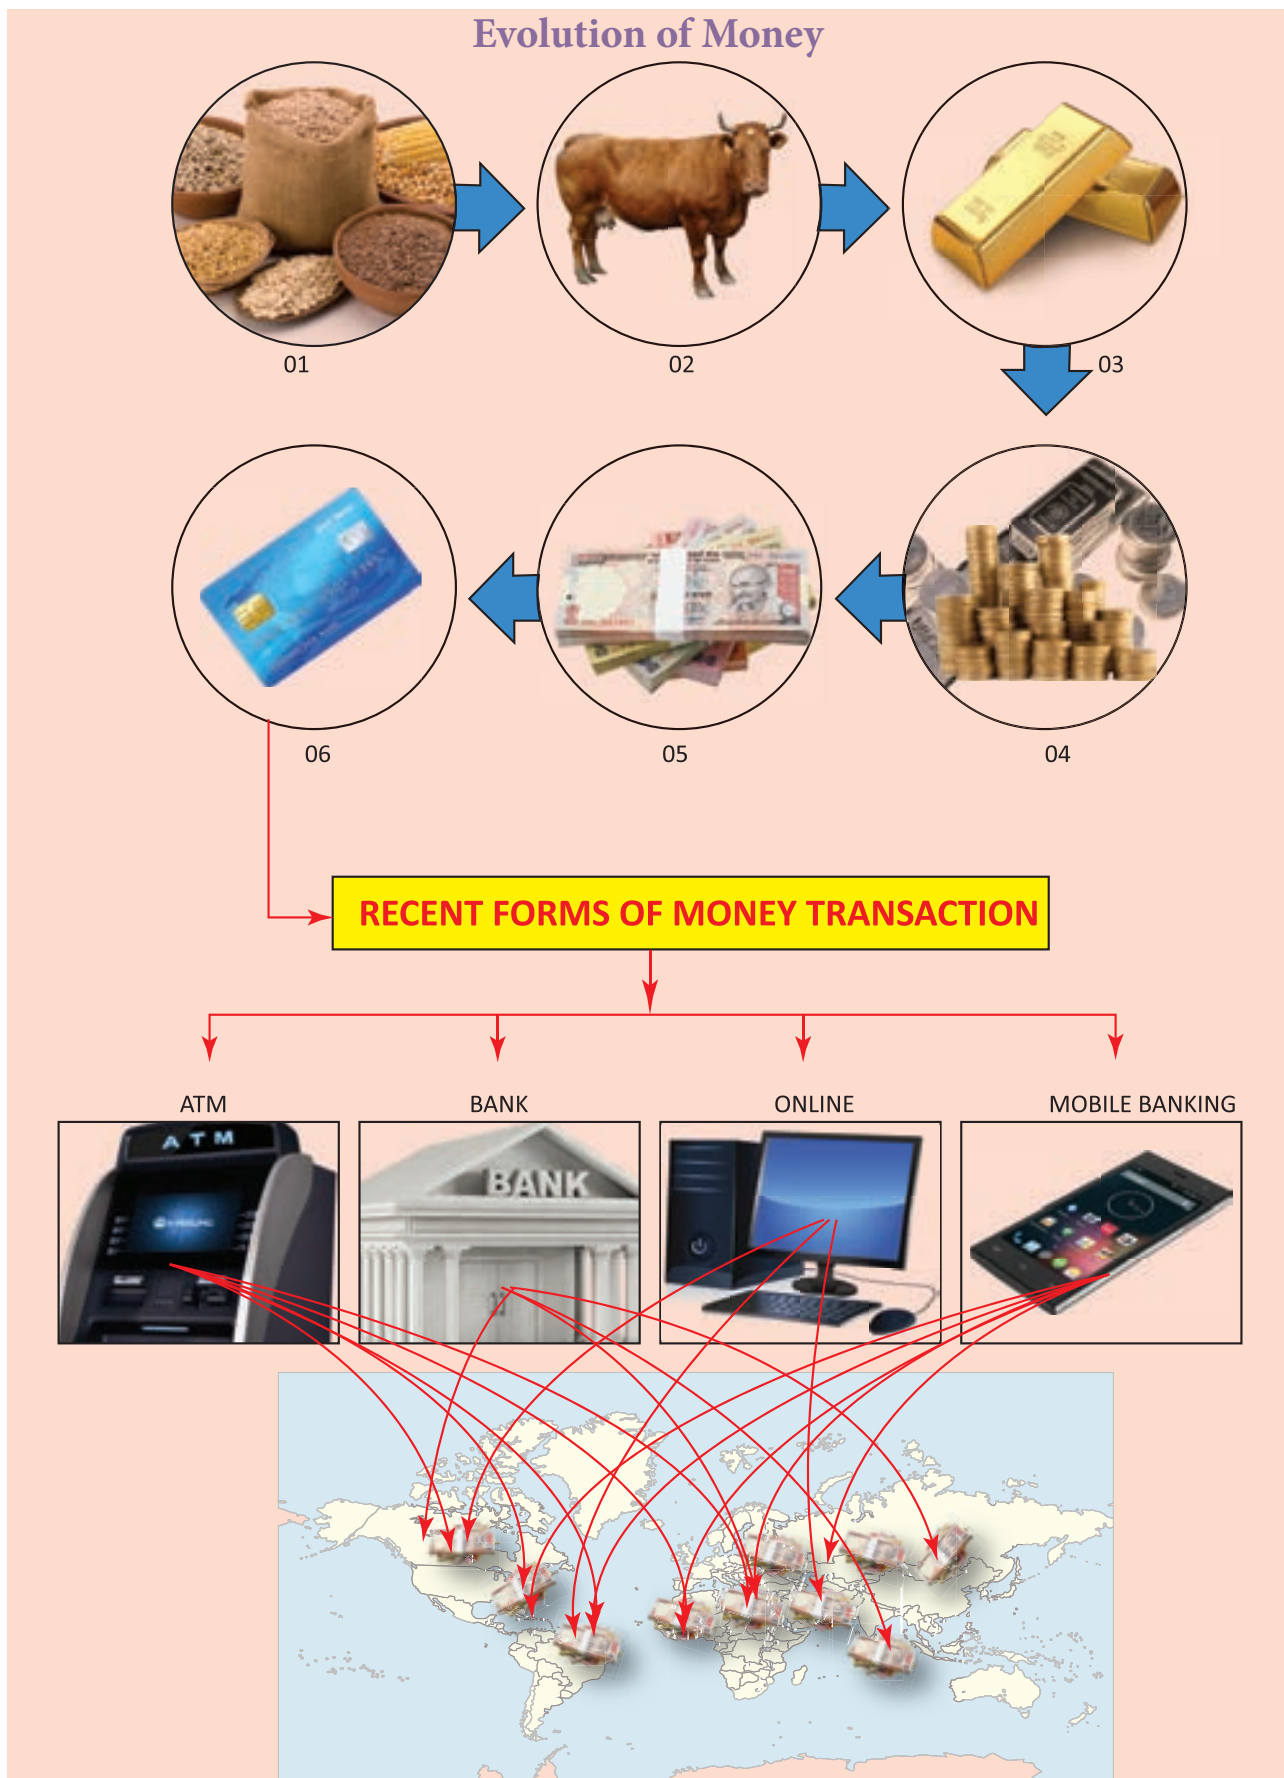 Evolution of Money
01
02
03
06
05
04
RECENT FORMS OF MONEY TRANSACTION
ATM
BANK
ONLINE
MOBILE BANKING
ATM
BANK